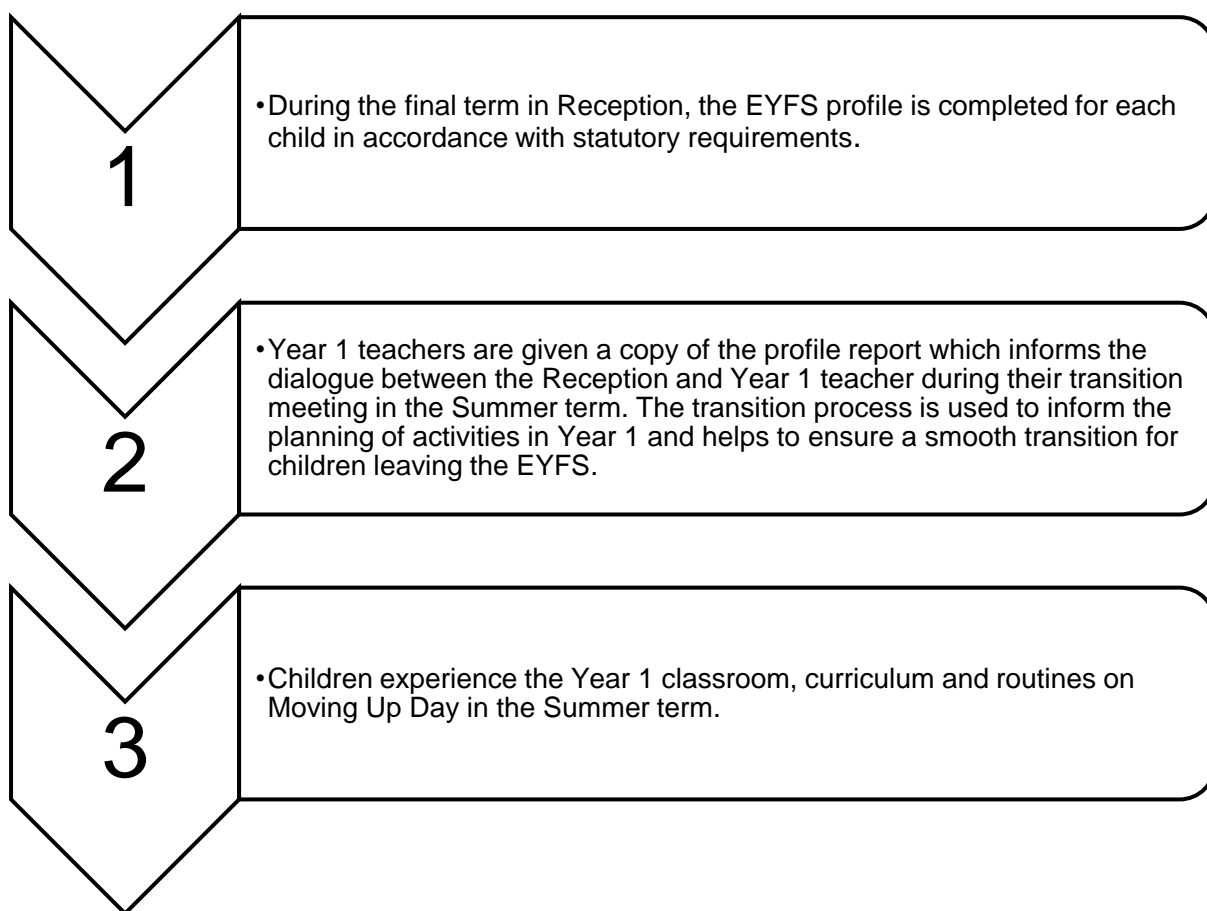 1
•During the final term in Reception, the EYFS profile is completed for each
child in accordance with statutory requirements.
2
•Year 1 teachers are given a copy of the profile report which informs the
dialogue between the Reception and Year 1 teacher during their transition
meeting in the Summer term. The transition process is used to inform the
planning of activities in Year 1 and helps to ensure a smooth transition for
children leaving the EYFS.
3
•Children experience the Year 1 classroom, curriculum and routines on
Moving Up Day in the Summer term.